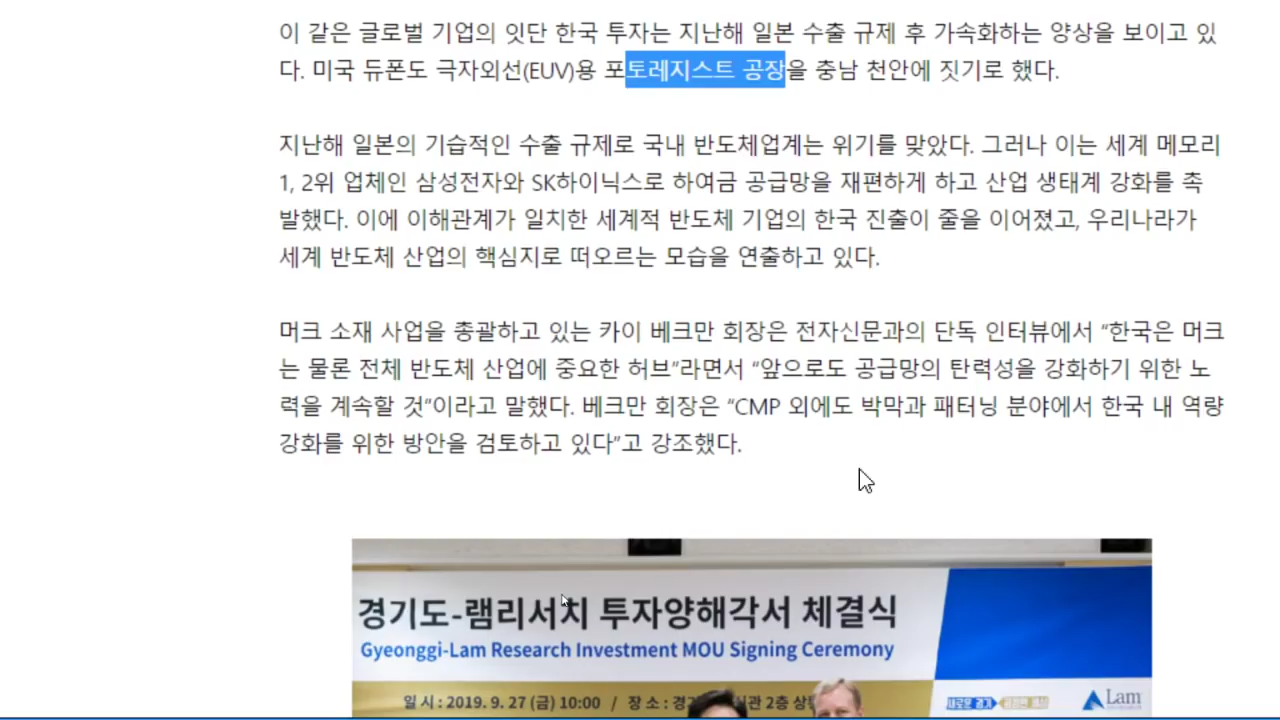 이 같은 글로벌 기업의 잇단 한국 투자는 지난해 일본 수출 규제 후 가속화하는 양상을 보이고 있
다. 미국 듀폰도 극자외선(EUV)용 포토레지스트 공장을 충남 천안에 짓기로 했다.
지난해 일본의 기습적인 수출 규제로 국내 반도체업계는 위기를 맞았다. 그러나 이는 세계 메모리
1, 2위 업체인 삼성전자와 SK하이닉스로 하여금 공급망을 재편하게 하고 산업 생태계 강화를 촉
발했다. 이에 이해관계가 일치한 세계적 반도체 기업의 한국 진출이 줄을 이어졌고, 우리나라가
세계 반도체 산업의 핵심지로 떠오르는 모습을 연출하고 있다.
머크 소재 사업을 총괄하고 있는 카이 베크만 회장은 전자신문과의 단독 인터뷰에서 “한국은 머크
는 물론 전체 반도체 산업에 중요한 허브”라면서 “앞으로도 공급망의 탄력성을 강화하기 위한 노
력을 계속할 것”이라고 말했다. 베크만 회장은 “CMP 외에도 박막과 패터닝 분야에서 한국 내 역량
강화를 위한 방안을 검토하고 있다”고 강조했다.
경기도-램리서치 투자양해각서 체결식
Gyeonggi-Lam Research Investment MOU Signing Ceremony
일 시 : 2019. 9. 27 (금) 10:00 / 장 소 : 2층
새로운 경기
Lam